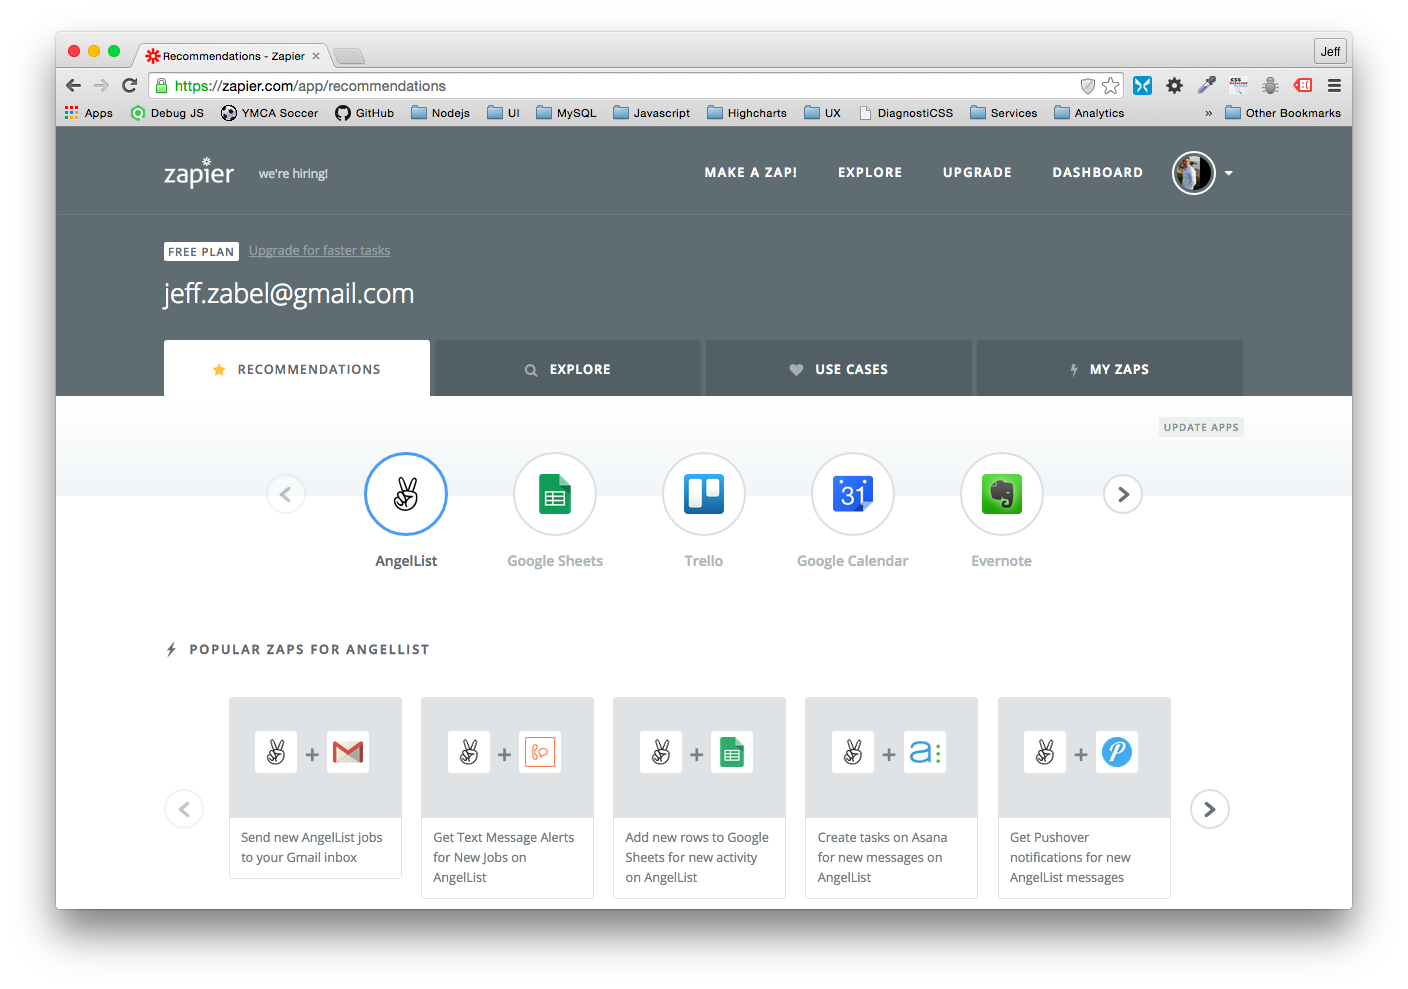 Recommendations - Zapier
Jeff
https://zapier.com/app/recommendations
Apps Debug JS YMCA Soccer GitHub Nodejs UI MySQL Javascript Highcharts UX DiagnostiCSS Services Analytics » Other Bookmarks
zapier we're hiring! MAKE A ZAP! EXPLORE UPGRADE DASHBOARD
FREE PLAN Upgrade for faster tasks
jeff.zabel@gmail.com
RECOMMENDATIONS EXPLORE USE CASES MY ZAPS
UPDATE APPS
31
AngelList Google Sheets Trello Google Calendar Evernote
POPULAR ZAPS FOR ANGELLIST
+ + + a: + +
Send new AngelList jobs
to your Gmail inbox
Get Text Message Alerts
for New Jobs on
AngelList
Add new rows to Google
Sheets for new activity
on AngelList
Create tasks on Asana
for new messages on
AngelList
Get Pushover
notifications for new
AngelList messages